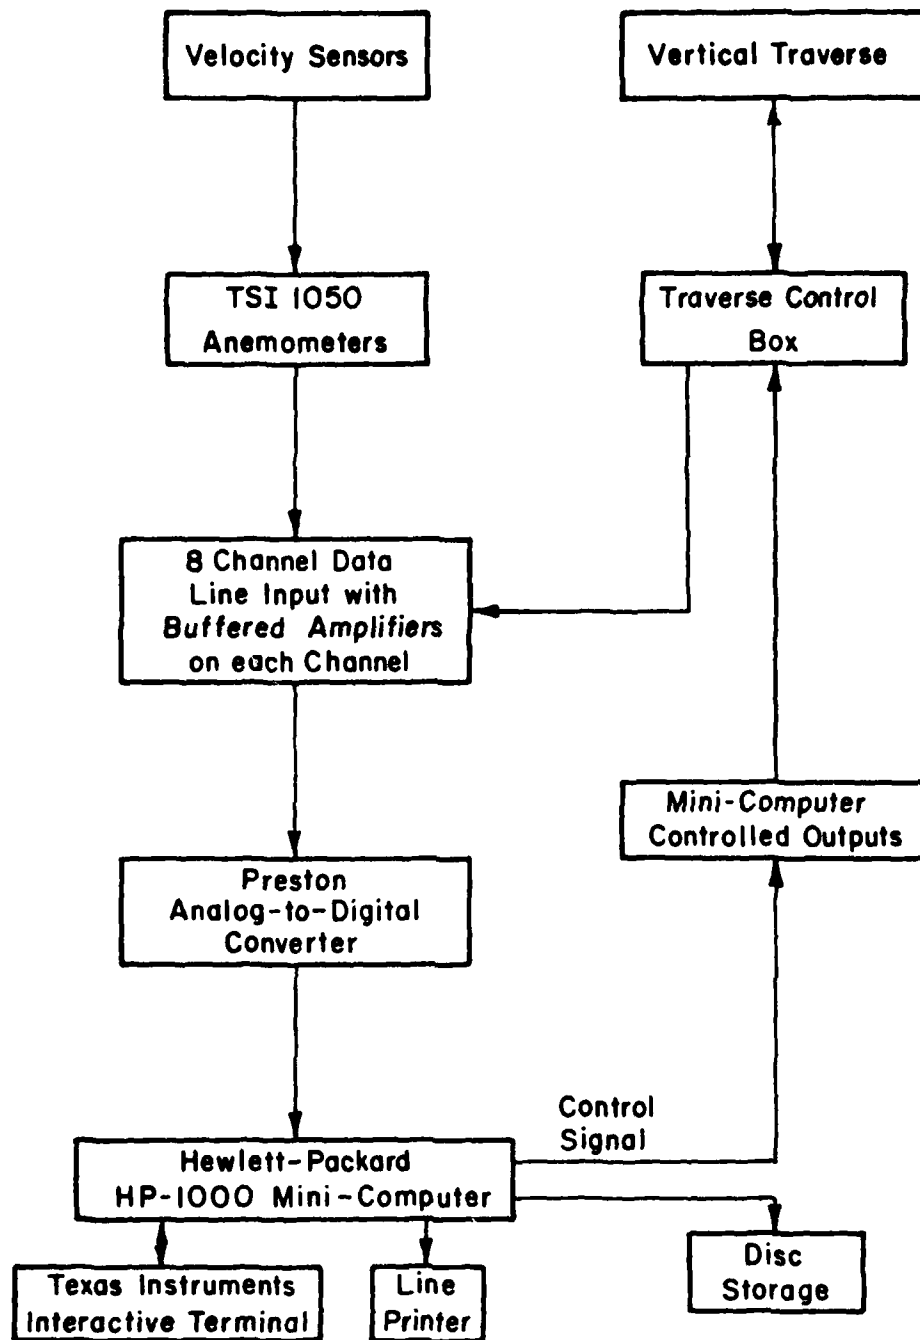 Velocity Sensors
Vertical Traverse
TSI 1050
Anemometers
Traverse Control
Box
8 Channel Data
Line Input with
Buffered Amplifiers
on each Channel
Mini-Computer
Controlled Outputs
Preston
Analog-to-Digital
Converter
Control
Signal
Hewlett-Packard
HP-1000 Mini-Computer
Disc
Storage
Texas Instruments
Interactive Terminal
Line
Printer